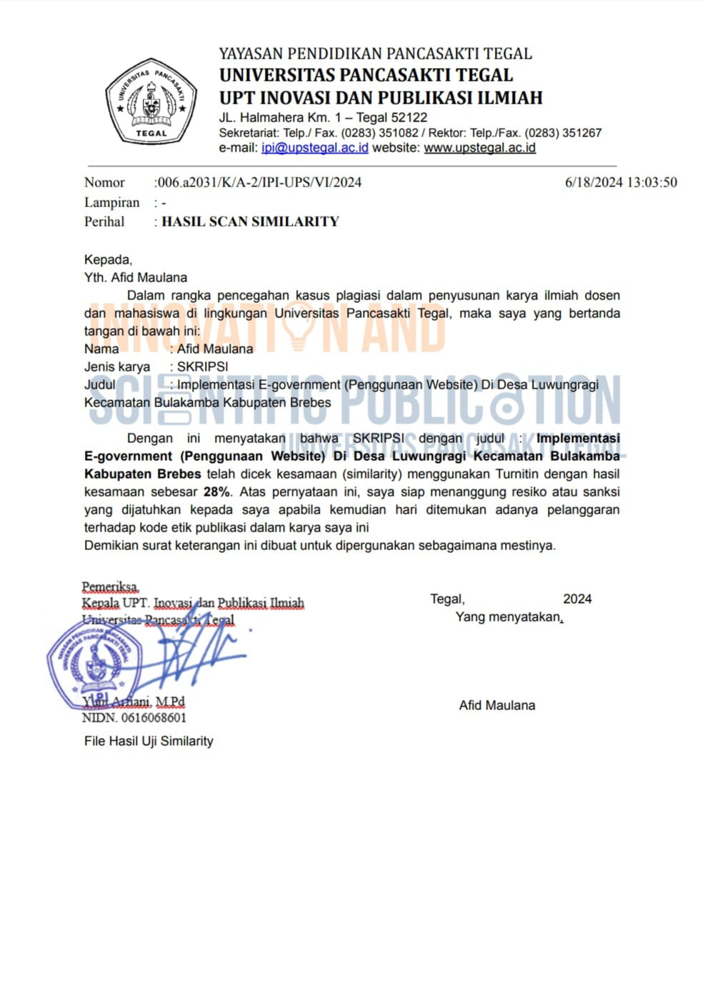 YAYASAN PENDIDIKAN PANCASAKTI TEGAL
UNIVERSITAS PANCASAKTI TEGAL
UPT INOVASI DAN PUBLIKASI ILMIAH
JL. Halmahera Km. 1 – Tegal 52122
Sekretariat: Telp./ Fax. (0283) 351082 / Rektor: Telp./Fax. (0283) 351267
e-mail: ipi@upstegal.ac.id website: www.upstegal.ac.id
UNIVERSITAS PANCASAKTI
TEGAL
Nomor :006.a2031/K/A-2/IPI-UPS/VI/2024 6/18/2024 13:03:50
Lampiran : -
Perihal : HASIL SCAN SIMILARITY
Kepada,
Yth. Afid Maulana
Dalam rangka pencegahan kasus plagiasi dalam penyusunan karya ilmiah dosen
dan mahasiswa di lingkungan Universitas Pancasakti Tegal, maka saya yang bertanda
tangan di bawah ini:
Nama : Afid Maulana
Jenis karya : SKRIPSI
Judul : Implementasi E-government (Penggunaan Website) Di Desa Luwungragi
Kecamatan Bulakamba Kabupaten Brebes
INNOVATION AND
SCIENTIFIC PUBLICATION
UNIVERSITAS PANCASAKTI TEGAL
Dengan ini menyatakan bahwa SKRIPSI dengan judul : Implementasi
E-government (Penggunaan Website) Di Desa Luwungragi Kecamatan Bulakamba
Kabupaten Brebes telah dicek kesamaan (similarity) menggunakan Turnitin dengan hasil
kesamaan sebesar 28%. Atas pernyataan ini, saya siap menanggung resiko atau sanksi
yang dijatuhkan kepada saya apabila kemudian hari ditemukan adanya pelanggaran
terhadap kode etik publikasi dalam karya saya ini
Demikian surat keterangan ini dibuat untuk dipergunakan sebagaimana mestinya.
Pemeriksa,
Kepala UPT. Inovasi dan Publikasi Ilmiah
Universitas Pancasakti Tegal
YAYASAN PENDIDIKAN PANCASAKTI
UNIVERSITAS PANCASAKTI TEGAL
IPI
Arfiani, M.Pd
NIDN. 0616068601
Tegal, 2024
Yang menyatakan,
Afid Maulana
File Hasil Uji Similarity